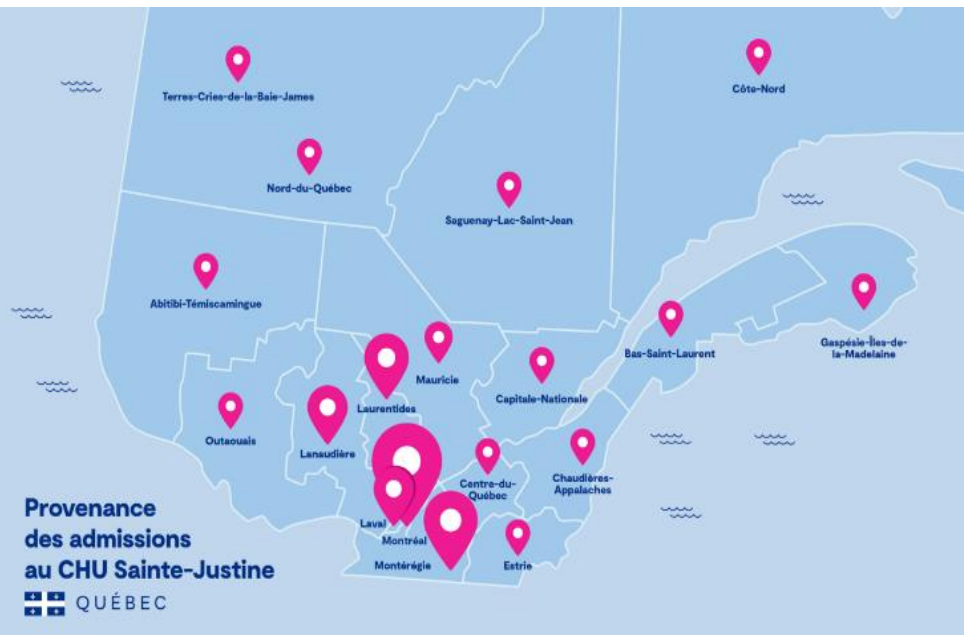 Terres-Cries-de-la-Baie-James
Côte-Nord
Nord-du-Québec
Saguenay-Lac-Saint-Jean
Abitibi-Témiscamingue
Bas-Saint-Laurent
Gaspésie-Îles-de-
la-Madelaine
Mauricie
Capitale-Nationale
Laurentides
Outaouais
Lanaudière
Centre-du-
Québec
Chaudières-
Appalaches
Laval
Montréal
Montérégie
Estrie
Provenance
des admissions
au CHU Sainte-Justine
QUÉBEC